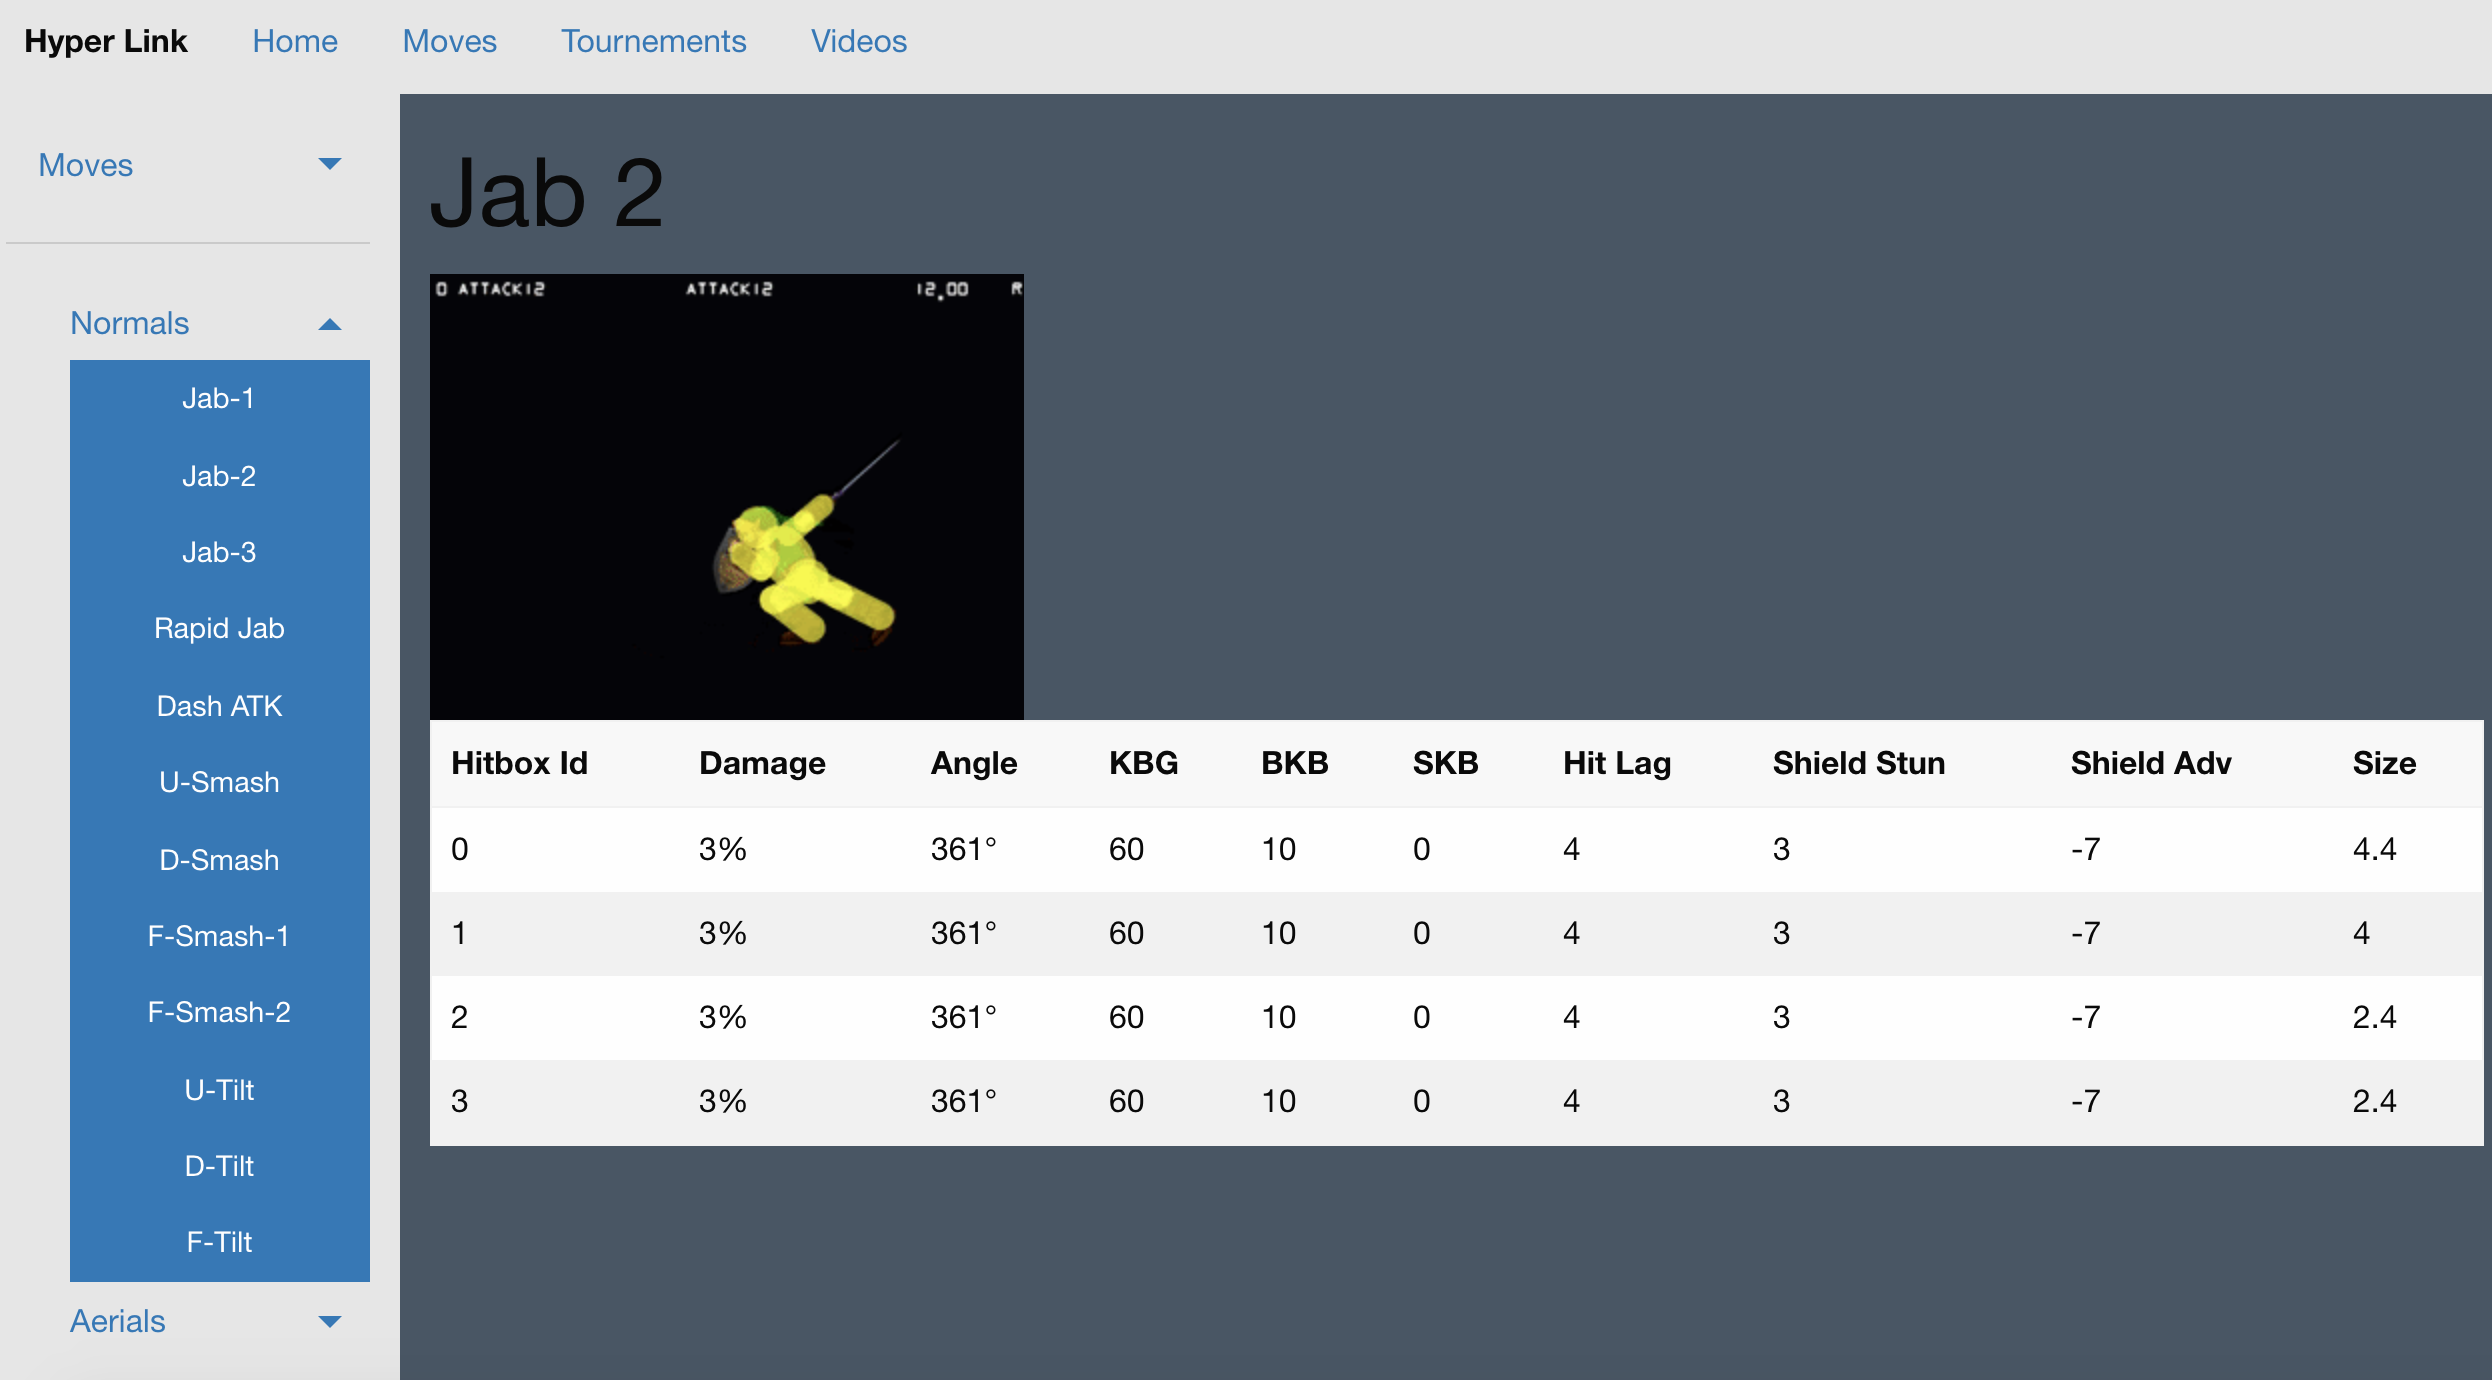 Hyper Link Home Moves Tournements Videos
Moves
Normals
Jab-1
Jab-2
Jab-3
Rapid Jab
Dash ATK
U-Smash
D-Smash
F-Smash-1
F-Smash-2
U-Tilt
D-Tilt
F-Tilt
Aerials
Jab 2
0 ATTACK12 ATTACK12 12.00 R
Hitbox Id Damage Angle KBG BKB SKB Hit Lag Shield Stun Shield Adv Size
0 3% 361° 60 10 0 4 3 -7 4.4
1 3% 361° 60 10 0 4 3 -7 4
2 3% 361° 60 10 0 4 3 -7 2.4
3 3% 361° 60 10 0 4 3 -7 2.4